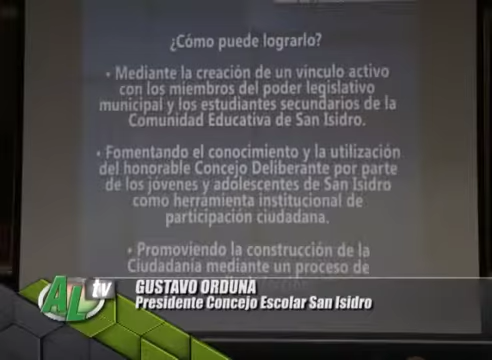 ¿Cómo puede lograrlo?
• Mediante la creación de un vínculo activo
con los miembros del poder legislativo
municipal y los estudiantes secundarios de la
Comunidad Educativa de San Isidro.
• Fomentando el conocimiento y la utilización
del honorable Concejo Deliberante por parte
de los jóvenes y adolescentes de San Isidro
como herramienta institucional de
participación ciudadana.
• Promoviendo la construcción de la
Ciudadanía mediante un proceso de
ALtv
GUSTAVO ORDUNA
Presidente Concejo Escolar San Isidro